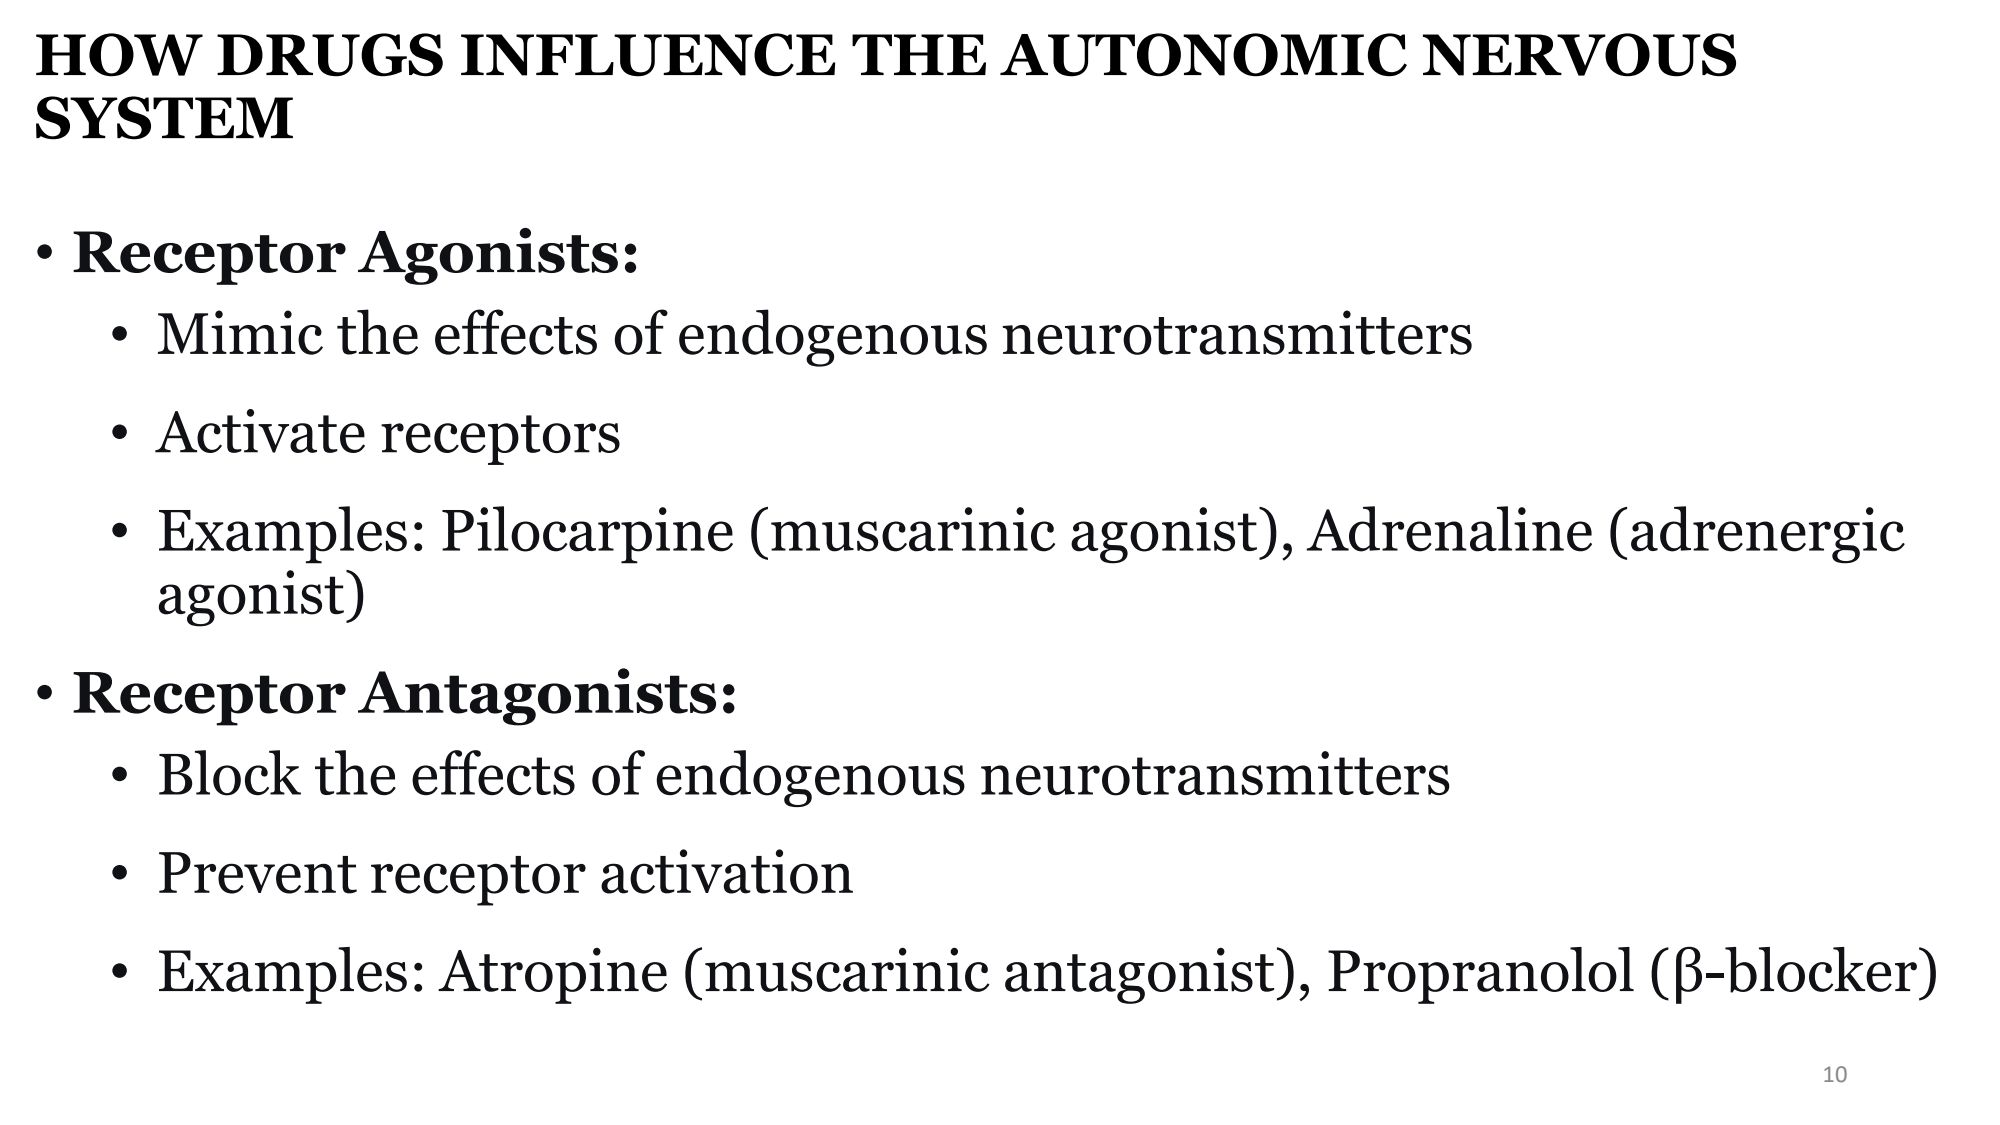 HOW DRUGS INFLUENCE THE AUTONOMIC NERVOUS
SYSTEM
• Receptor Agonists:
• Mimic the effects of endogenous neurotransmitters
• Activate receptors
• Examples: Pilocarpine (muscarinic agonist), Adrenaline (adrenergic
agonist)
• Receptor Antagonists:
• Block the effects of endogenous neurotransmitters
• Prevent receptor activation
• Examples: Atropine (muscarinic antagonist), Propranolol (β-blocker)
10